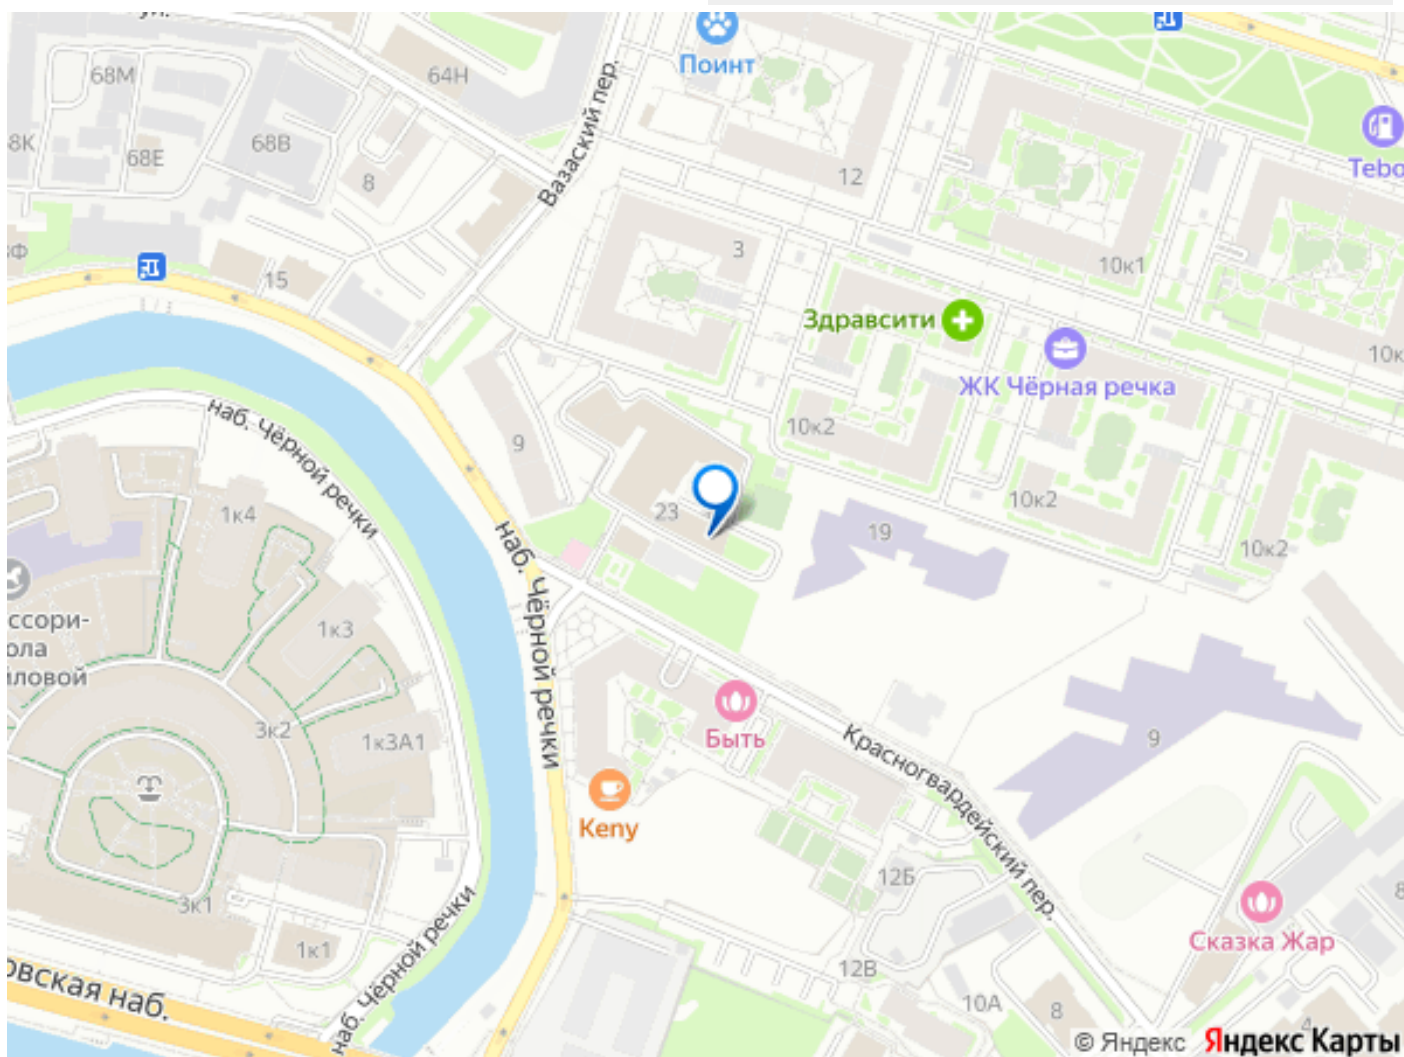 ул.
68М
64Н
Вазаский пер.
Поинт
68В
68Е
8К
8
12
Tebo
3
10к1
15
Здравсити
ЖК Чёрная речка
10к
наб. Чёрной речки
9
10к2
10к2
10к2
1к4
23
19
наб. Чёрной речки
ссори-
ола
иловой
1к3
3к2
1к3А1
Быть
Красногвардейский пер.
9
Keny
12Б
3к1
1к1
наб. Чёрной речки
Сказка Жар
12В
10А
8
4
овская наб.
© Яндекс Яндекс Карты